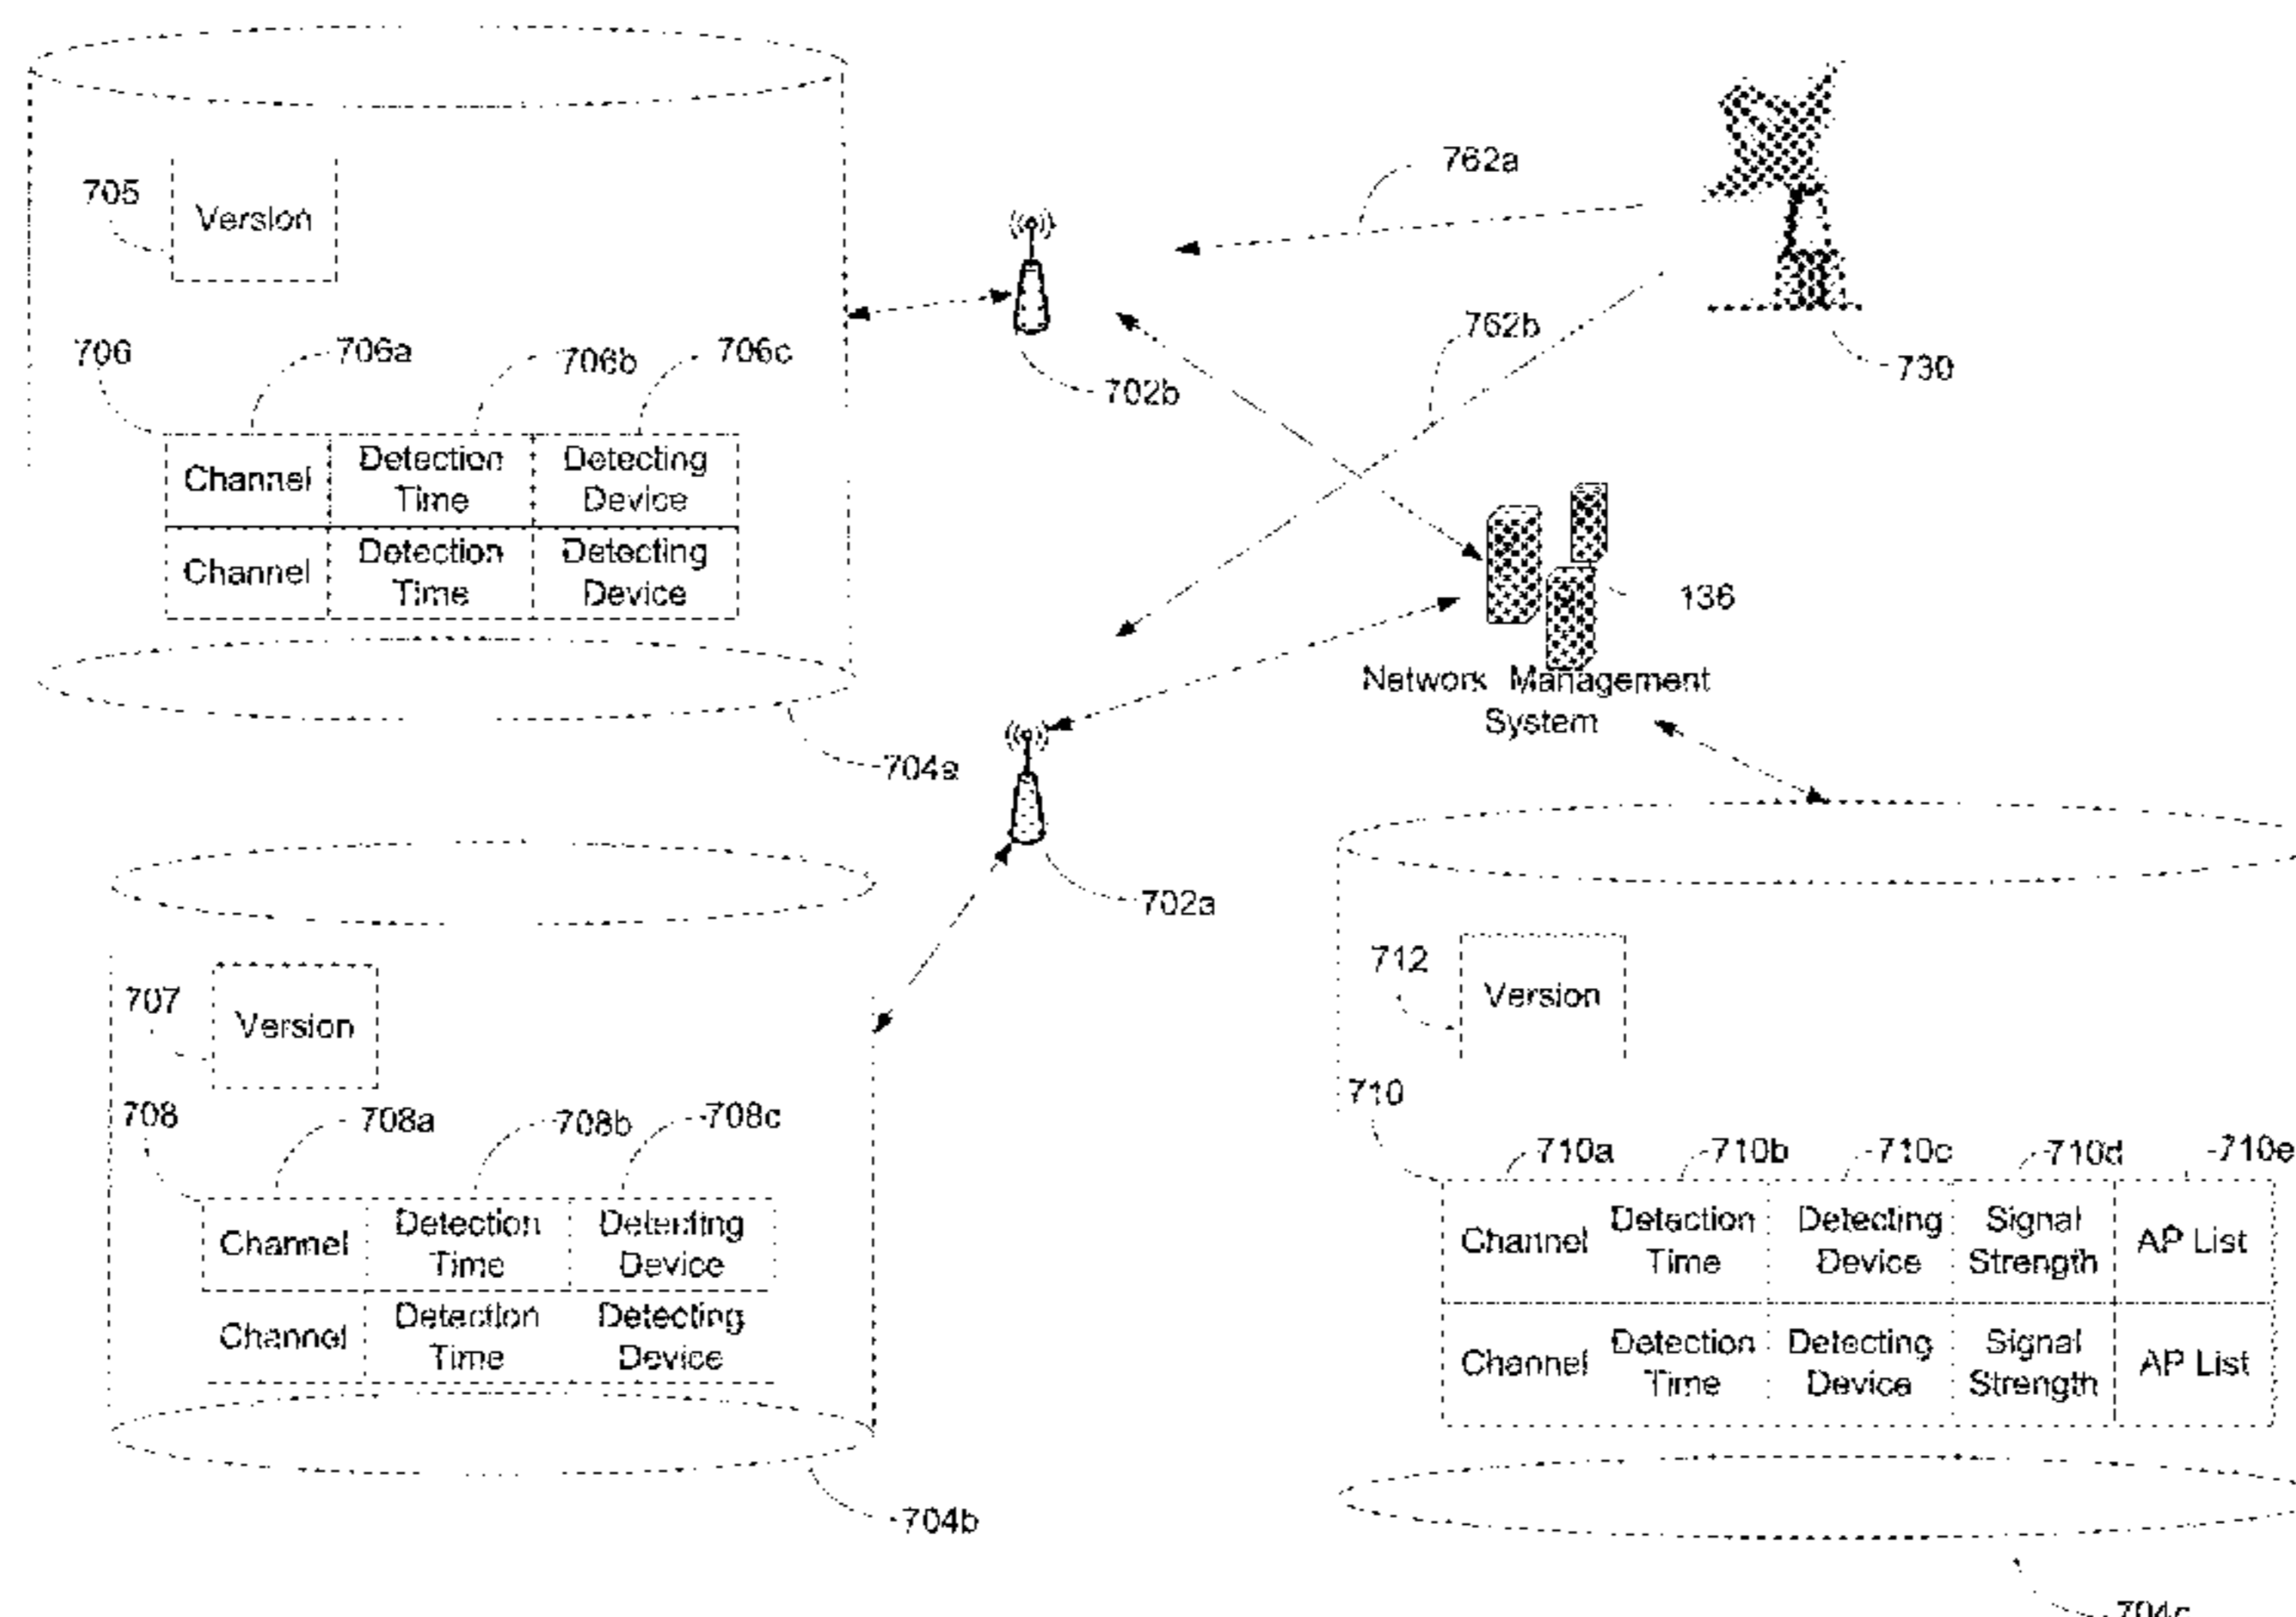 705
Version
706
706a
706b
706c
Channel
Detection
Time
Detecting
Device
Channel
Detection
Time
Detecting
Device
704a
762a
702b
762b
730
136
Network Management
System
702a
707
Version
708
708a
708b
708c
Channel
Detection
Time
Detecting
Device
Channel
Detection
Time
Detecting
Device
704b
712
Version
710
710a
710b
710c
710d
710e
Channel
Detection
Time
Detecting
Device
Signal
Strength
AP List
Channel
Detection
Time
Detecting
Device
Signal
Strength
AP List
704c